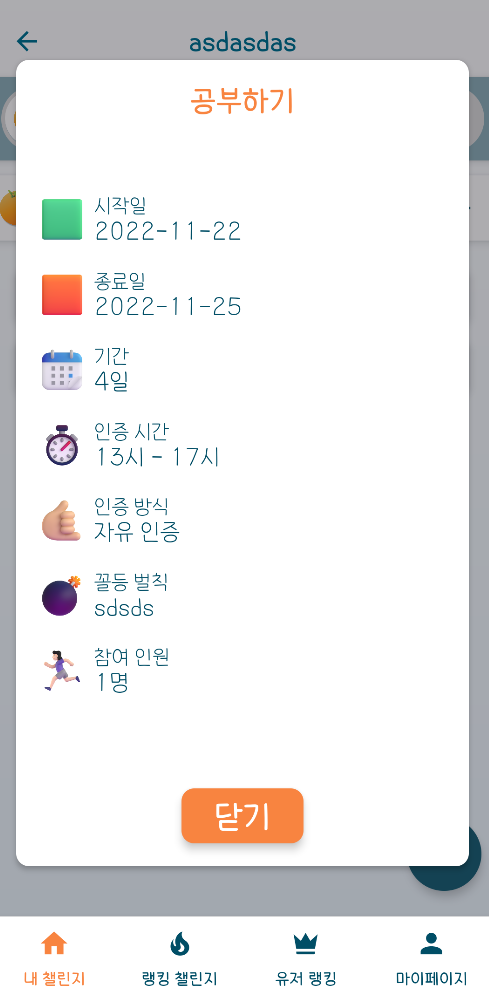 asdasdas
공부하기
시작일
2022-11-22
종료일
2022-11-25
기간
4일
인증 시간
13시 - 17시
인증 방식
자유 인증
꼴등 벌칙
sdsds
참여 인원
1명
닫기
내 챌린지
랭킹 챌린지
유저 랭킹
마이페이지